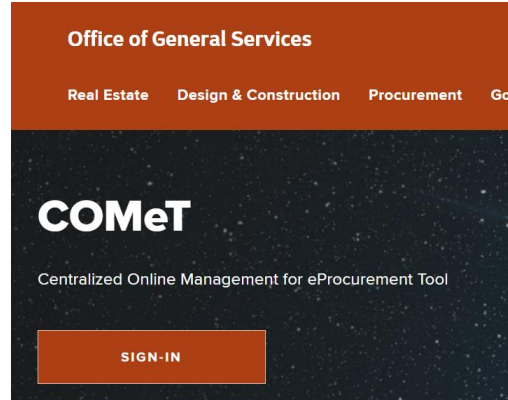 Office of General Services
Real Estate Design & Construction Procurement
COMeT
Centralized Online Management for eProcurement Tool
SIGN-IN